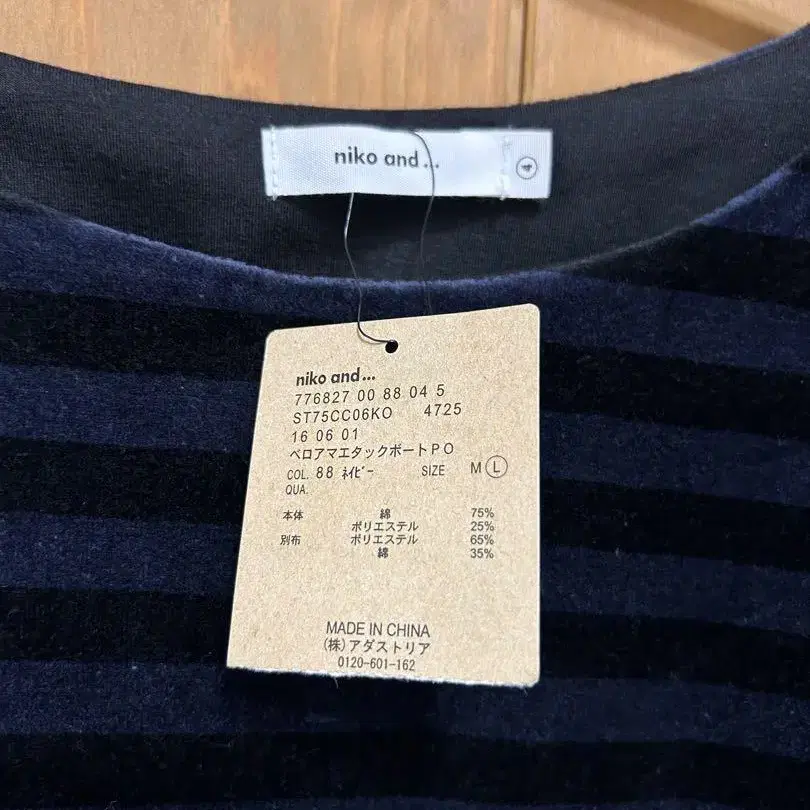 niko and...
4
niko and...
776827 00 88 04 5
ST75CC06KO 4725
16 06 01
ベロアマエタックボートPO
COL. 88 ﾈｲﾋﾞｰ SIZE M L
QUA.
本体 綿 75%
ポリエステル 25%
別布 ポリエステル 65%
綿 35%
MADE IN CHINA
(株)アダストリア
0120-601-162